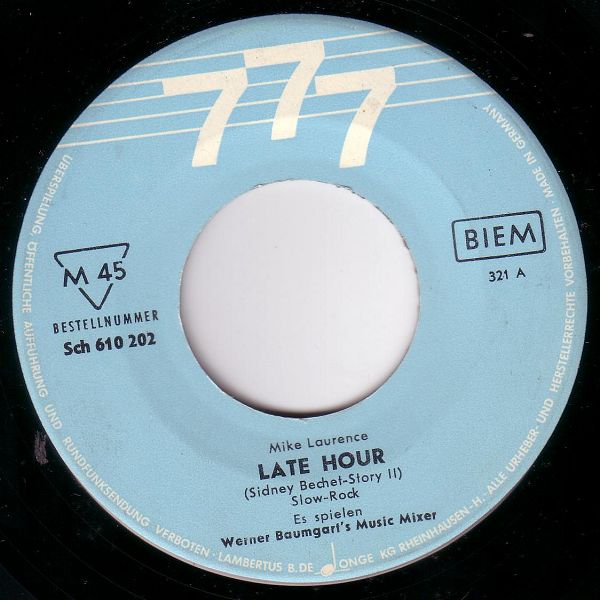 777
M 45
BESTELLNUMMER
Sch 610 202
BIEM
321 A
Mike Laurence
LATE HOUR
(Sidney Bechet-Story II)
Slow-Rock
Es spielen
Werner Baumgart's Music Mixer
ÜBERSPIELUNG, ÖFFENTLICHE AUFFÜHRUNG UND RUNDFUNKSENDUNG VERBOTEN · LAMBERTUS B.DE JONGE KG RHEINHAUSEN-H. ALLE URHEBER- UND HERSTELLERRECHTE VORBEHALTEN · MADE IN GERMANY